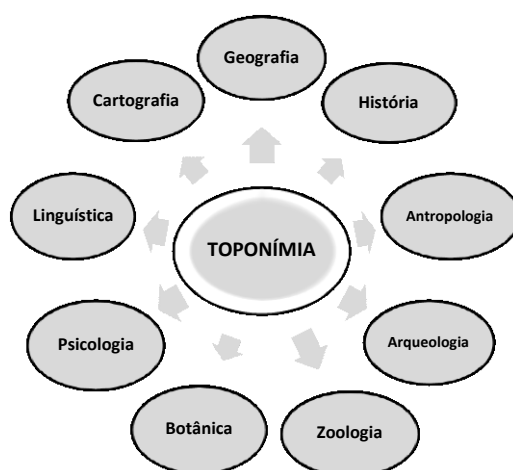 Geografia
Cartografia
História
Linguística
Antropologia
TOPONÍMIA
Psicologia
Arqueologia
Botânica
Zoologia